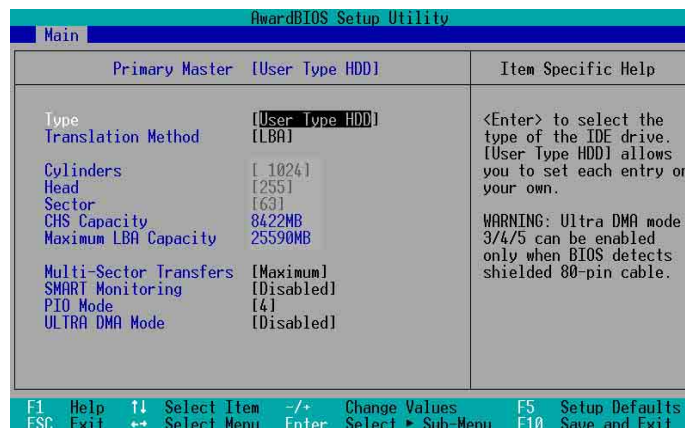 AwardBIOS Setup Utility
Main
Primary Master [User Type HDD]
Item Specific Help
Type [User Type HDD]
Translation Method [LBA]
Cylinders [ 1024]
Head [255]
Sector [63]
CHS Capacity 8422MB
Maximum LBA Capacity 25590MB
Multi-Sector Transfers [Maximum]
SMART Monitoring [Disabled]
PIO Mode [4]
ULTRA DMA Mode [Disabled]
<Enter> to select the
type of the IDE drive.
[User Type HDD] allows
you to set each entry on
your own.
WARNING: Ultra DMA mode
3/4/5 can be enabled
only when BIOS detects
shielded 80-pin cable.
F1 Help ↑↓ Select Item -/+ Change Values F5 Setup Defaults
ESC Exit ↔ Select Menu Enter Select ► Sub-Menu F10 Save and Exit